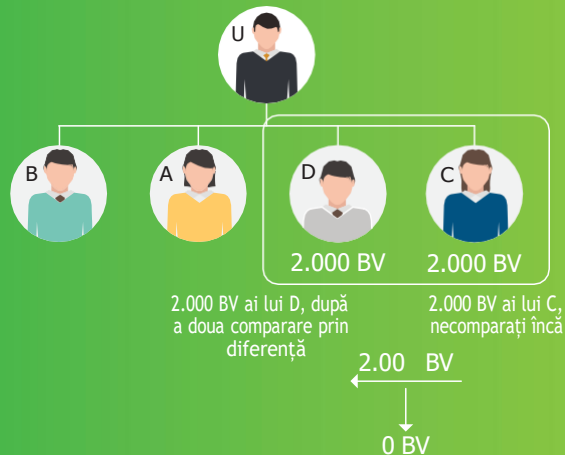 U
B
A
D
C
2.000 BV
2.000 BV
2.000 BV ai lui D, după
a doua comparare prin
diferență
2.000 BV ai lui C,
necomparați încă
2.00 BV
0 BV